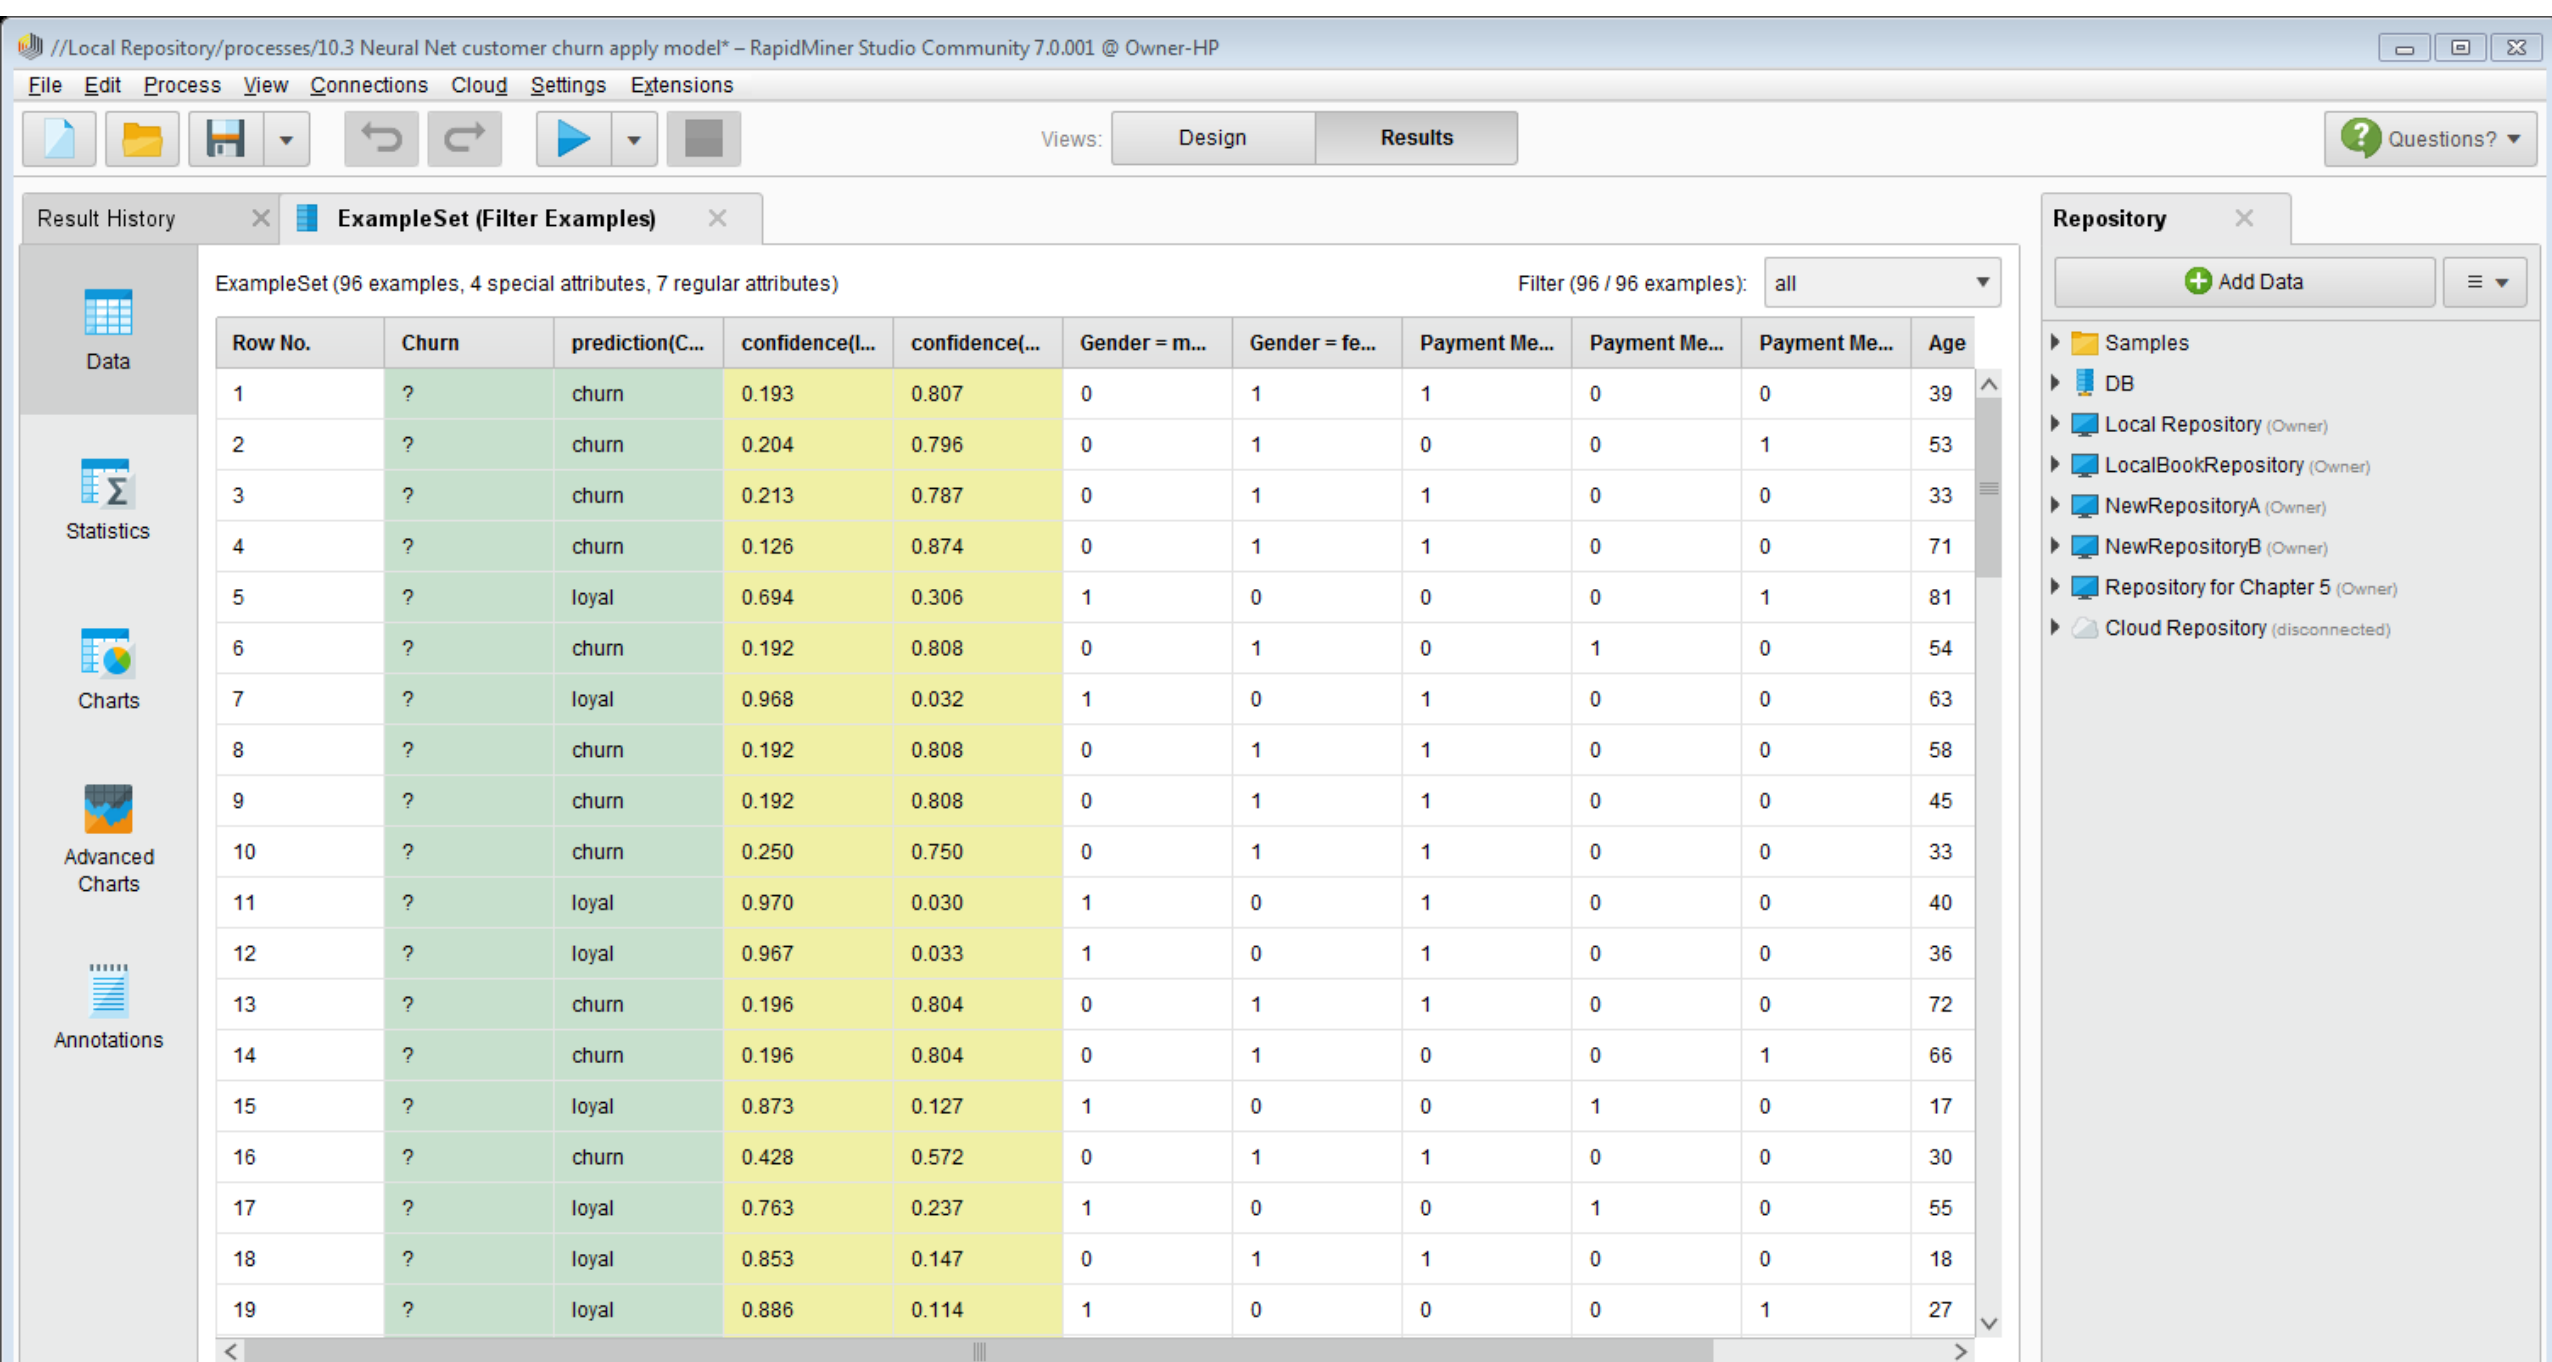 //Local Repository/processes/10.3 Neural Net customer churn apply model* – RapidMiner Studio Community 7.0.001 @ Owner-HP
File Edit Process View Connections Cloud Settings Extensions
Views: Design Results Questions?
Result History ExampleSet (Filter Examples) Repository
ExampleSet (96 examples, 4 special attributes, 7 regular attributes) Filter (96 / 96 examples): all
Add Data
Data
Statistics
Charts
Advanced
Charts
Annotations
Row No. Churn prediction(C... confidence(l... confidence(... Gender = m... Gender = fe... Payment Me... Payment Me... Payment Me... Age
1 ? churn 0.193 0.807 0 1 1 0 0 39
2 ? churn 0.204 0.796 0 1 0 0 1 53
3 ? churn 0.213 0.787 0 1 1 0 0 33
4 ? churn 0.126 0.874 0 1 1 0 0 71
5 ? loyal 0.694 0.306 1 0 0 0 1 81
6 ? churn 0.192 0.808 0 1 0 1 0 54
7 ? loyal 0.968 0.032 1 0 1 0 0 63
8 ? churn 0.192 0.808 0 1 1 0 0 58
9 ? churn 0.192 0.808 0 1 1 0 0 45
10 ? churn 0.250 0.750 0 1 1 0 0 33
11 ? loyal 0.970 0.030 1 0 1 0 0 40
12 ? loyal 0.967 0.033 1 0 1 0 0 36
13 ? churn 0.196 0.804 0 1 1 0 0 72
14 ? churn 0.196 0.804 0 1 0 0 1 66
15 ? loyal 0.873 0.127 1 0 0 1 0 17
16 ? churn 0.428 0.572 0 1 1 0 0 30
17 ? loyal 0.763 0.237 1 0 0 1 0 55
18 ? loyal 0.853 0.147 0 1 1 0 0 18
19 ? loyal 0.886 0.114 1 0 0 0 1 27
Samples
DB
Local Repository (Owner)
LocalBookRepository (Owner)
NewRepositoryA (Owner)
NewRepositoryB (Owner)
Repository for Chapter 5 (Owner)
Cloud Repository (disconnected)